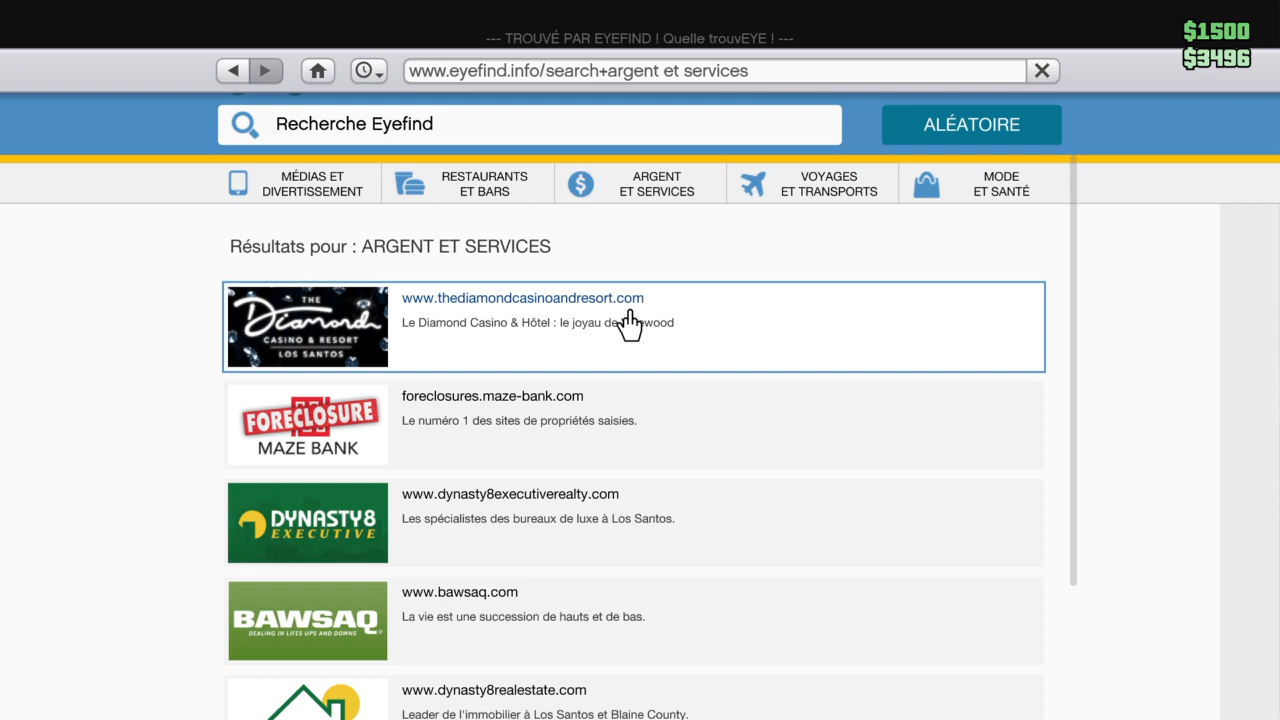 --- TROUVÉ PAR EYEFIND ! Quelle trouvEYE ! ---
$1500
$3496
www.eyefind.info/search+argent et services
Recherche Eyefind
ALÉATOIRE
MÉDIAS ET
DIVERTISSEMENT
RESTAURANTS
ET BARS
ARGENT
ET SERVICES
VOYAGES
ET TRANSPORTS
MODE
ET SANTÉ
Résultats pour : ARGENT ET SERVICES
THE
Diamond
CASINO & RESORT
LOS SANTOS
www.thediamondcasinoandresort.com
Le Diamond Casino & Hôtel : le joyau de
FORECLOSURE
MAZE BANK
foreclosures.maze-bank.com
Le numéro 1 des sites de propriétés saisies.
DYNASTY8
EXECUTIVE
www.dynasty8executiverealty.com
Les spécialistes des bureaux de luxe à Los Santos.
BAWSAQ
DEALING IN LIFES UPS AND DOWNS
www.bawsaq.com
La vie est une succession de hauts et de bas.
www.dynasty8realestate.com
Leader de l'immobilier à Los Santos et Blaine County.